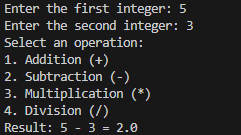 Enter the first integer: 5
Enter the second integer: 3
Select an operation:
1. Addition (+)
2. Subtraction (-)
3. Multiplication (*)
4. Division (/)
Result: 5 - 3 = 2.0